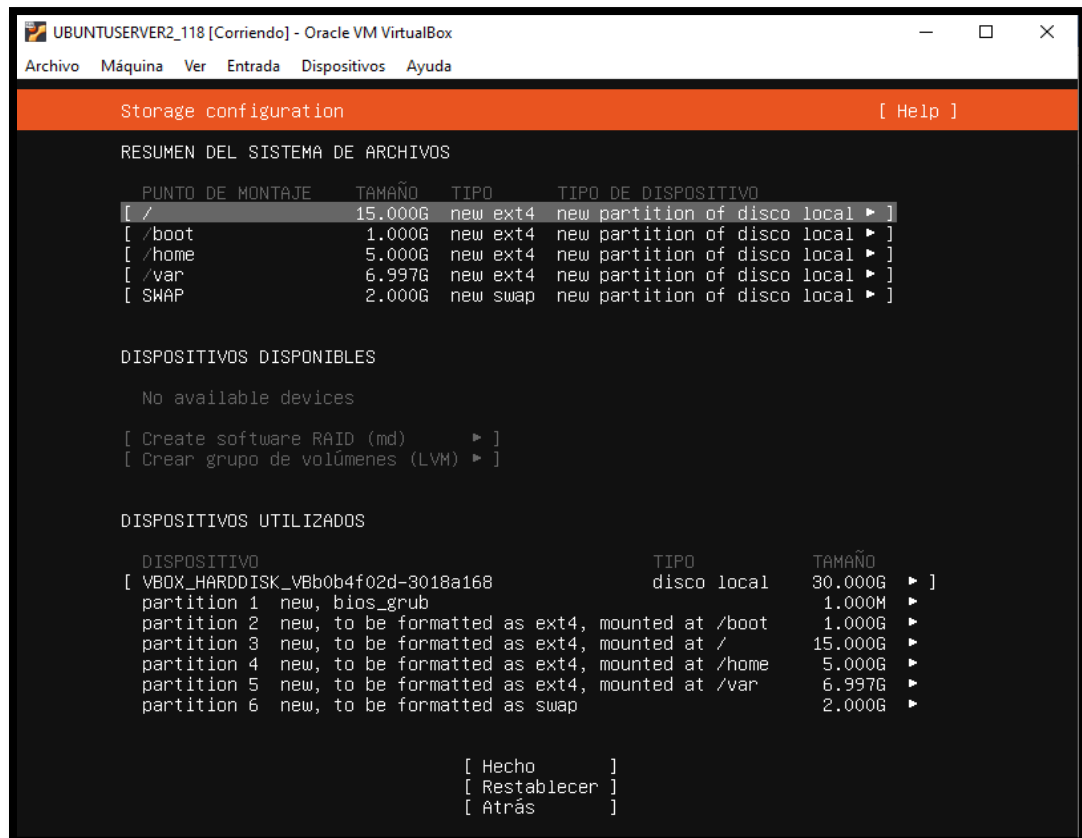 UBUNTUSERVER2_118 [Corriendo] - Oracle VM VirtualBox
Archivo Máquina Ver Entrada Dispositivos Ayuda
Storage configuration [ Help ]
RESUMEN DEL SISTEMA DE ARCHIVOS
PUNTO DE MONTAJE TAMAÑO TIPO TIPO DE DISPOSITIVO
[ / 15.000G new ext4 new partition of disco local ▸ ]
[ /boot 1.000G new ext4 new partition of disco local ▸ ]
[ /home 5.000G new ext4 new partition of disco local ▸ ]
[ /var 6.997G new ext4 new partition of disco local ▸ ]
[ SWAP 2.000G new swap new partition of disco local ▸ ]
DISPOSITIVOS DISPONIBLES
No available devices
[ Create software RAID (md) ▸ ]
[ Crear grupo de volúmenes (LVM) ▸ ]
DISPOSITIVOS UTILIZADOS
DISPOSITIVO TIPO TAMAÑO
[ VBOX_HARDDISK_VBb0b4f02d-3018a168 disco local 30.000G ▸ ]
partition 1 new, bios_grub 1.000M ▸
partition 2 new, to be formatted as ext4, mounted at /boot 1.000G ▸
partition 3 new, to be formatted as ext4, mounted at / 15.000G ▸
partition 4 new, to be formatted as ext4, mounted at /home 5.000G ▸
partition 5 new, to be formatted as ext4, mounted at /var 6.997G ▸
partition 6 new, to be formatted as swap 2.000G ▸
[ Hecho ]
[ Restablecer ]
[ Atrás ]